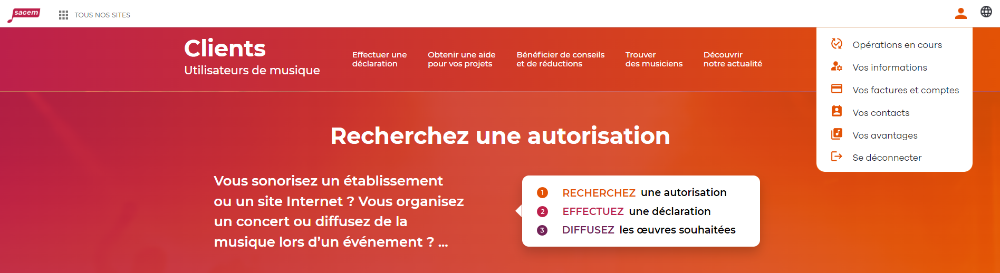 sacem
TOUS NOS SITES
Clients
Utilisateurs de musique
Effectuer une
déclaration
Obtenir une aide
pour vos projets
Bénéficier de conseils
et de réductions
Trouver
des musiciens
Découvrir
notre actualité
Opérations en cours
Vos informations
Vos factures et comptes
Vos contacts
Vos avantages
Se déconnecter
Recherchez une autorisation
Vous sonorisez un établissement
ou un site Internet ? Vous organisez
un concert ou diffusez de la
musique lors d’un événement ? ...
1 RECHERCHEZ une autorisation
2 EFFECTUEZ une déclaration
3 DIFFUSEZ les œuvres souhaitées